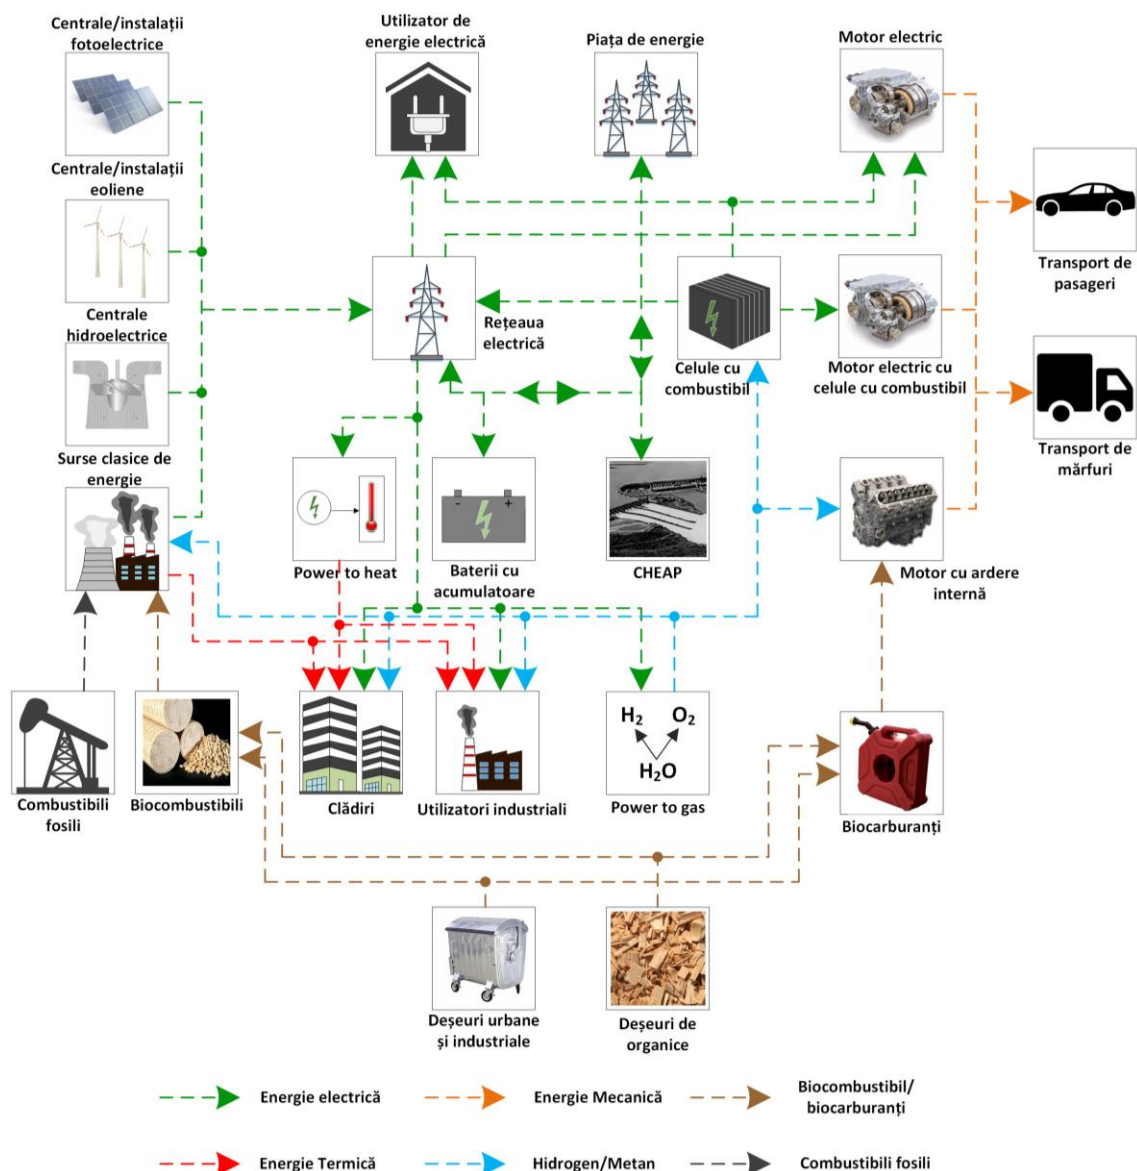 Centrale/instalații
fotoelectrice
Utilizator de
energie electrică
Piața de energie
Motor electric
Centrale/instalații
eoliene
Transport de
pasageri
Centrale
hidroelectrice
Rețeaua
electrică
Celule cu
combustibil
Motor electric cu
celule cu combustibil
Surse clasice de
energie
Transport de
mărfuri
Power to heat
- +
Baterii cu
acumulatoare
CHEAP
Motor cu ardere
internă
Combustibili
fosili
Biocombustibili
Clădiri
Utilizatori industriali
H₂ O₂
H₂O
Power to gas
Biocarburanți
Deșeuri urbane
și industriale
Deșeuri de
organice
Energie electrică
Energie Mecanică
Biocombustibil/
biocarburanți
Energie Termică
Hidrogen/Metan
Combustibili fosili